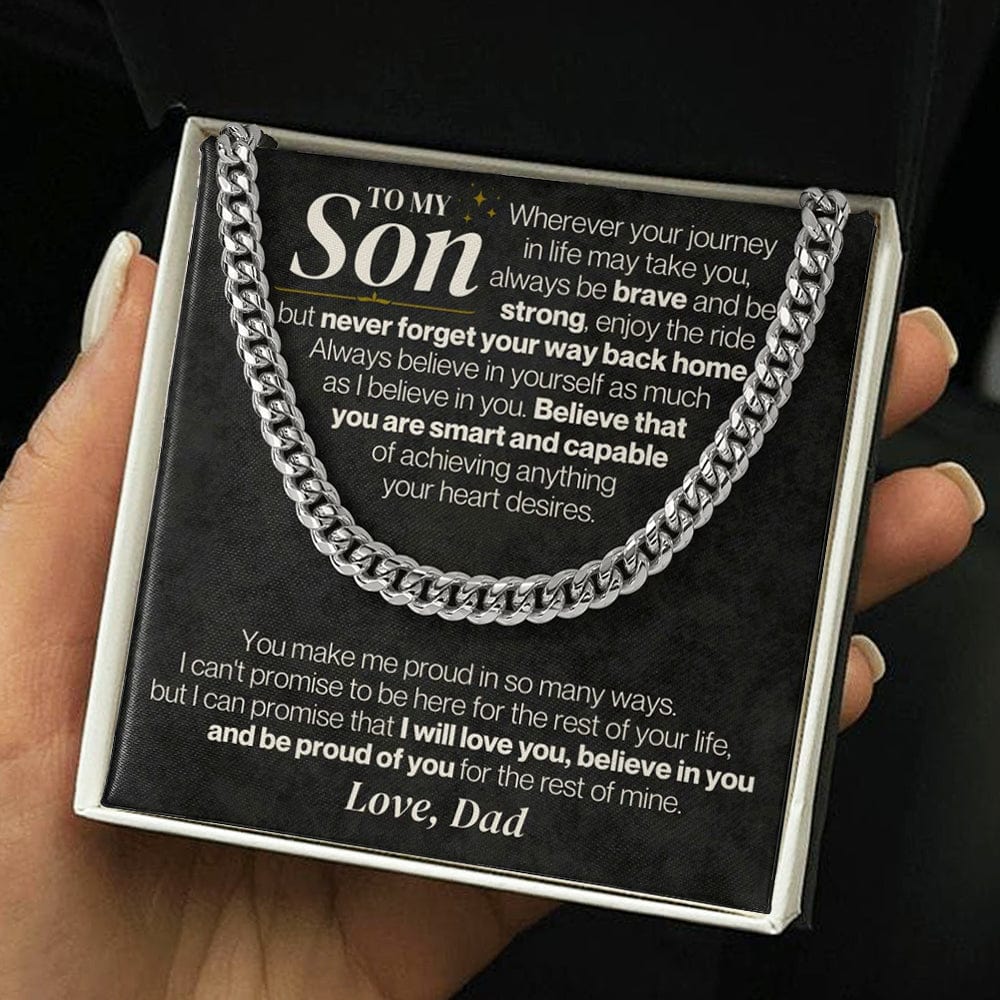 TO MY
Son
Wherever your journey
in life may take you,
always be brave and be
strong, enjoy the ride
but never forget your way back home
Always believe in yourself as much
as I believe in you. Believe that
you are smart and capable
of achieving anything
your heart desires.
You make me proud in so many ways.
I can't promise to be here for the rest of your life,
but I can promise that I will love you, believe in you
and be proud of you for the rest of mine.
Love, Dad